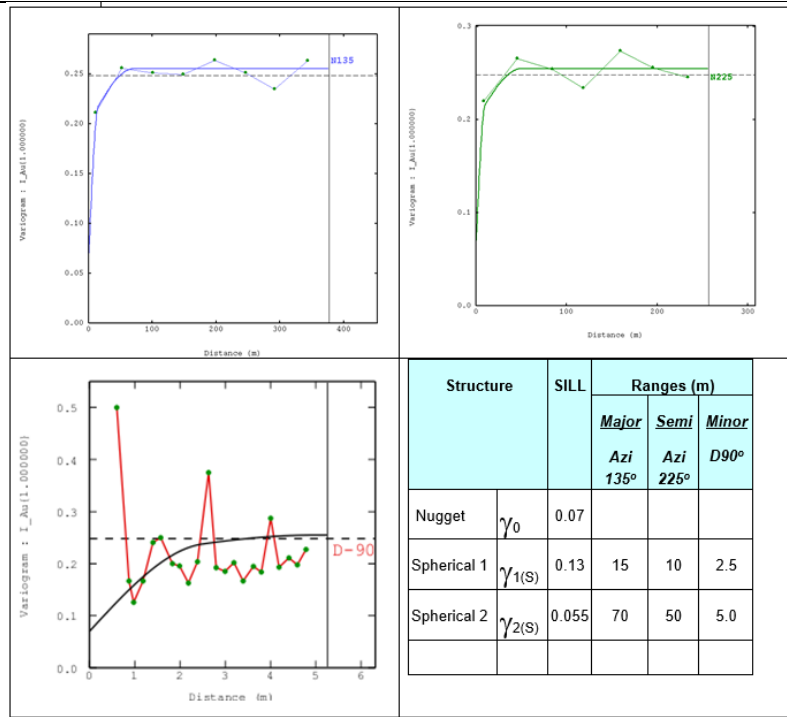 Variogram : I_Au{1.000000}
0.25
0.20
0.15
0.10
0.05
0.00
0
100
200
300
400
Distance (m)
N135
Variogram : I_Au{1.000000}
0.3
0.2
0.1
0.0
0
100
200
300
Distance (m)
N225
Variogram : I_Au{1.000000}
0.5
0.4
0.3
0.2
0.1
0.0
0
1
2
3
4
5
6
Distance (m)
D-90
Structure SILL Ranges (m)
Major Semi Minor
Azi Azi D90º
135º 225º
Nugget γ0 0.07
Spherical 1 γ1(S) 0.13 15 10 2.5
Spherical 2 γ2(S) 0.055 70 50 5.0